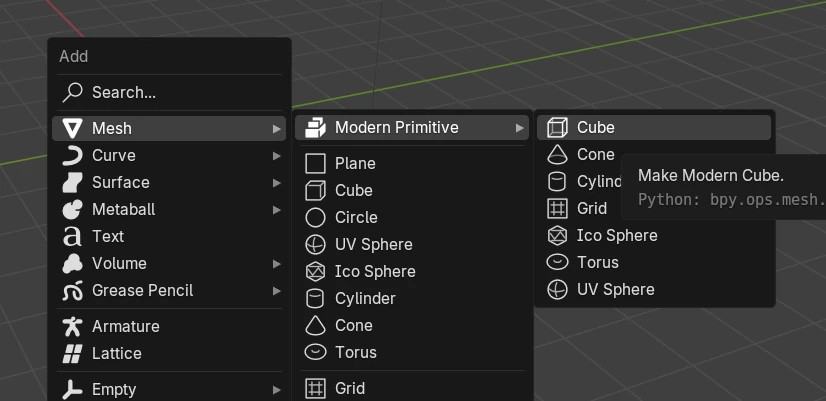 Add
Search...
Mesh
Curve
Surface
Metaball
Text
Volume
Grease Pencil
Armature
Lattice
Empty
Modern Primitive
Plane
Cube
Circle
UV Sphere
Ico Sphere
Cylinder
Cone
Torus
Grid
Cube
Cone
Cylind
Grid
Ico Sphere
Torus
UV Sphere
Make Modern Cube.
Python: bpy.ops.mesh.